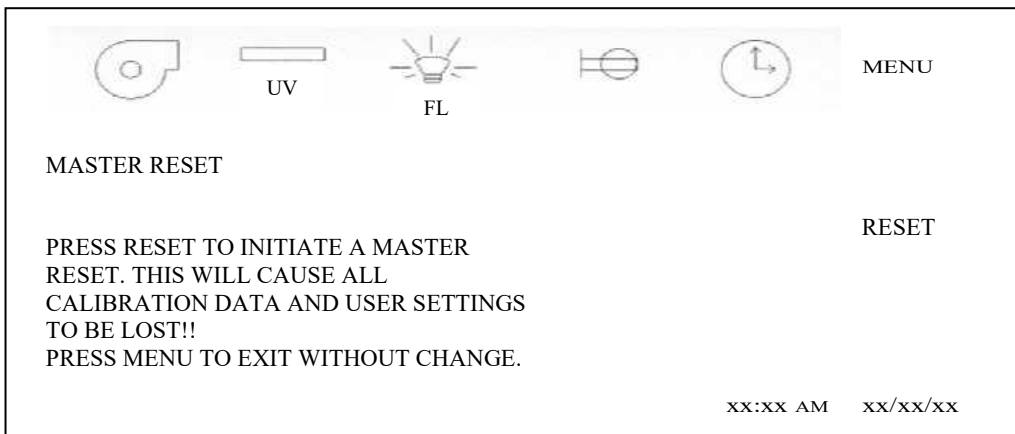 UV
FL
MENU
MASTER RESET
RESET
PRESS RESET TO INITIATE A MASTER
RESET. THIS WILL CAUSE ALL
CALIBRATION DATA AND USER SETTINGS
TO BE LOST!!
PRESS MENU TO EXIT WITHOUT CHANGE.
xx:xx AM xx/xx/xx